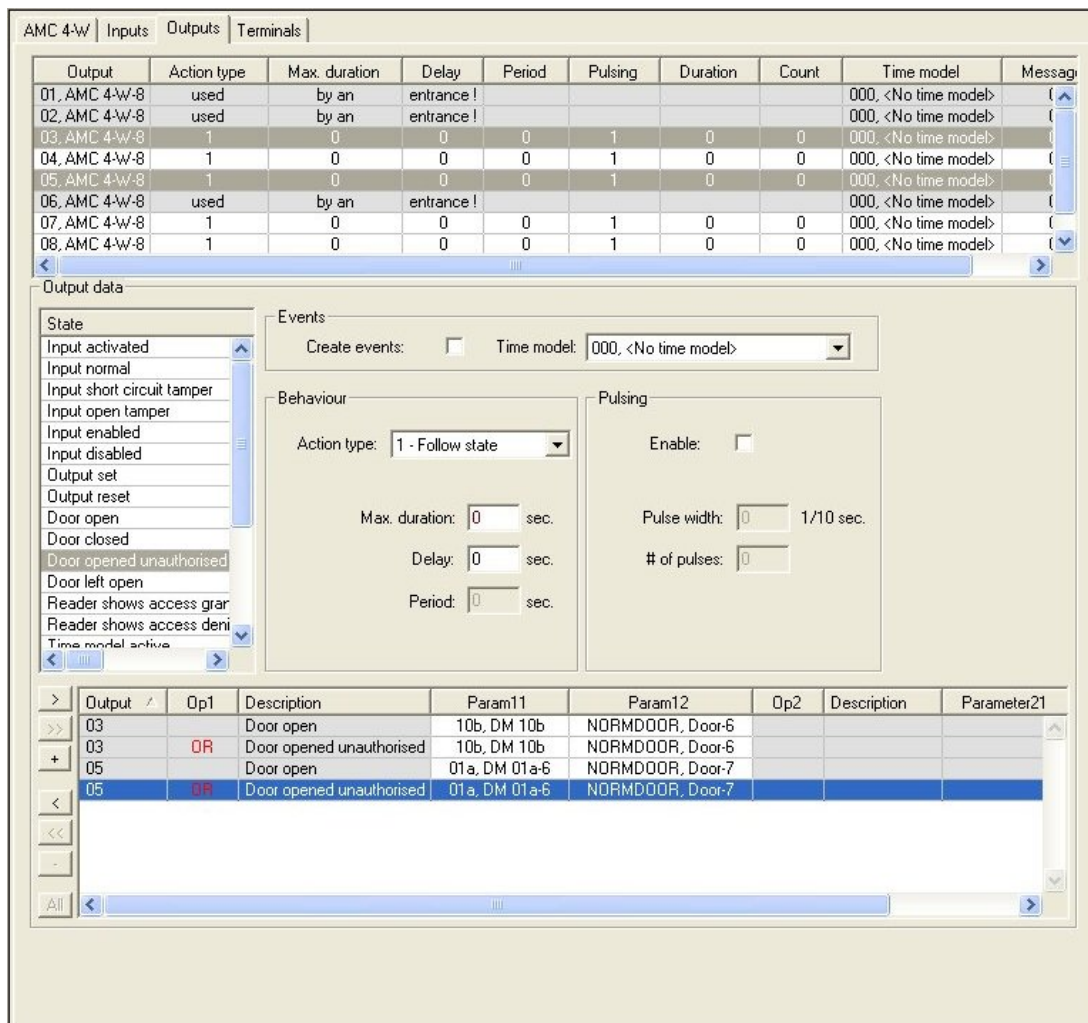 AMC 4-W Inputs Outputs Terminals
Output Action type Max. duration Delay Period Pulsing Duration Count Time model Messag
01, AMC 4-W-8 used by an entrance ! 000, <No time model>
02, AMC 4-W-8 used by an entrance ! 000, <No time model>
03, AMC 4-W-8 1 0 0 0 1 0 0 000, <No time model>
04, AMC 4-W-8 1 0 0 0 1 0 0 000, <No time model>
05, AMC 4-W-8 1 0 0 0 1 0 0 000, <No time model>
06, AMC 4-W-8 used by an entrance ! 000, <No time model>
07, AMC 4-W-8 1 0 0 0 1 0 0 000, <No time model>
08, AMC 4-W-8 1 0 0 0 1 0 0 000, <No time model>
Output data
State
Input activated
Input normal
Input short circuit tamper
Input open tamper
Input enabled
Input disabled
Output set
Output reset
Door open
Door closed
Door opened unauthorised
Door left open
Reader shows access grar
Reader shows access deni
Time model active
Events
Create events: Time model: 000, <No time model>
Behaviour
Action type: 1 - Follow state
Max. duration: 0 sec.
Delay: 0 sec.
Period: 0 sec.
Pulsing
Enable:
Pulse width: 0 1/10 sec.
# of pulses: 0
>
>>
+
<
<<
-
All
Output Op1 Description Param11 Param12 Op2 Description Parameter21
03 Door open 10b, DM 10b NORMDOOR, Door-6
03 OR Door opened unauthorised 10b, DM 10b NORMDOOR, Door-6
05 Door open 01a, DM 01a-6 NORMDOOR, Door-7
05 OR Door opened unauthorised 01a, DM 01a-6 NORMDOOR, Door-7